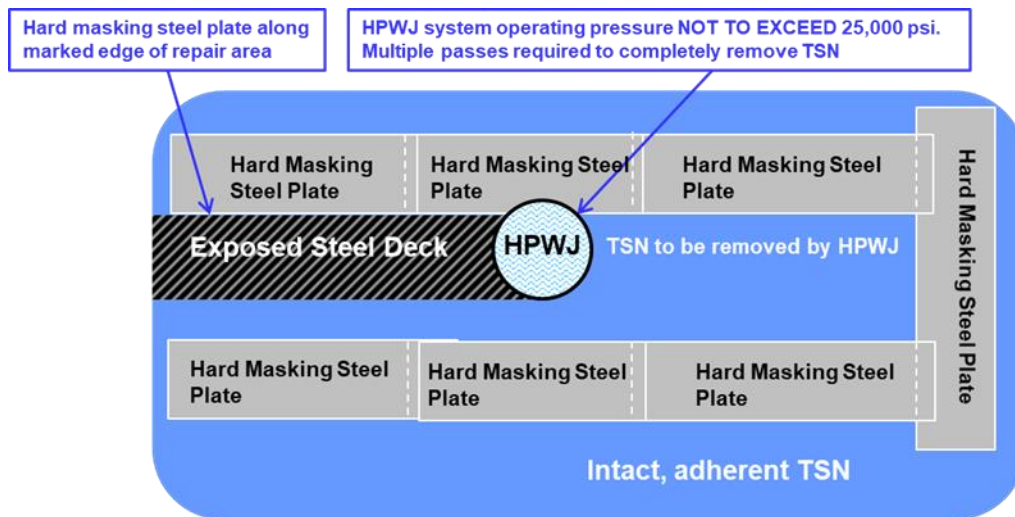 Hard masking steel plate along
marked edge of repair area
HPWJ system operating pressure NOT TO EXCEED 25,000 psi.
Multiple passes required to completely remove TSN
Hard Masking
Steel Plate
Hard Masking Steel
Plate
Hard Masking Steel
Plate
Hard Masking Steel Plate
Exposed Steel Deck
HPWJ
TSN to be removed by HPWJ
Hard Masking Steel
Plate
Hard Masking Steel
Plate
Hard Masking Steel
Plate
Intact, adherent TSN